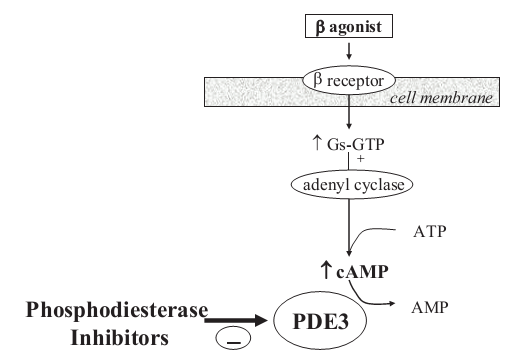 β agonist
β receptor
cell membrane
↑ Gs-GTP
+
adenyl cyclase
ATP
↑ cAMP
AMP
Phosphodiesterase
Inhibitors
−
PDE3